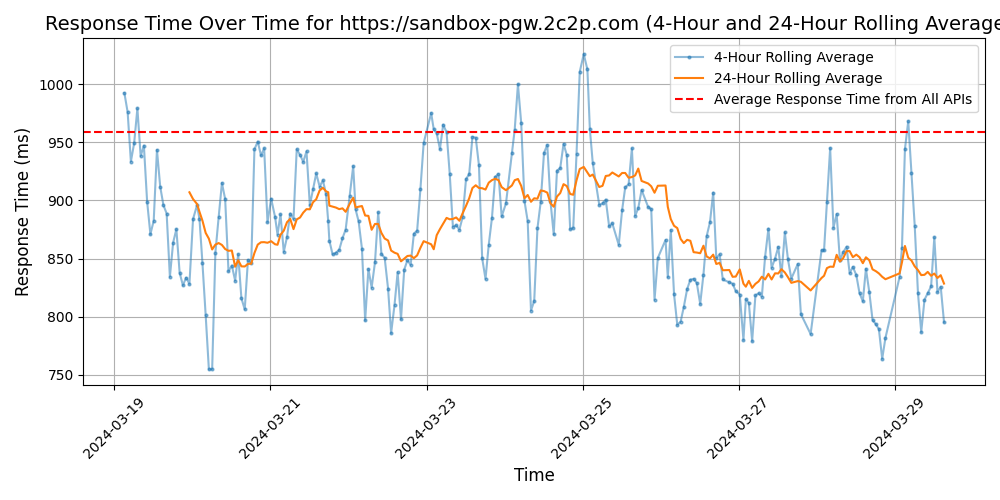 Response Time Over Time for https://sandbox-pgw.2c2p.com (4-Hour and 24-Hour Rolling Average
4-Hour Rolling Average
24-Hour Rolling Average
Average Response Time from All APIs
Response Time (ms)
1000
950
900
850
800
750
2024-03-19
2024-03-21
2024-03-23
2024-03-25
2024-03-27
2024-03-29
Time